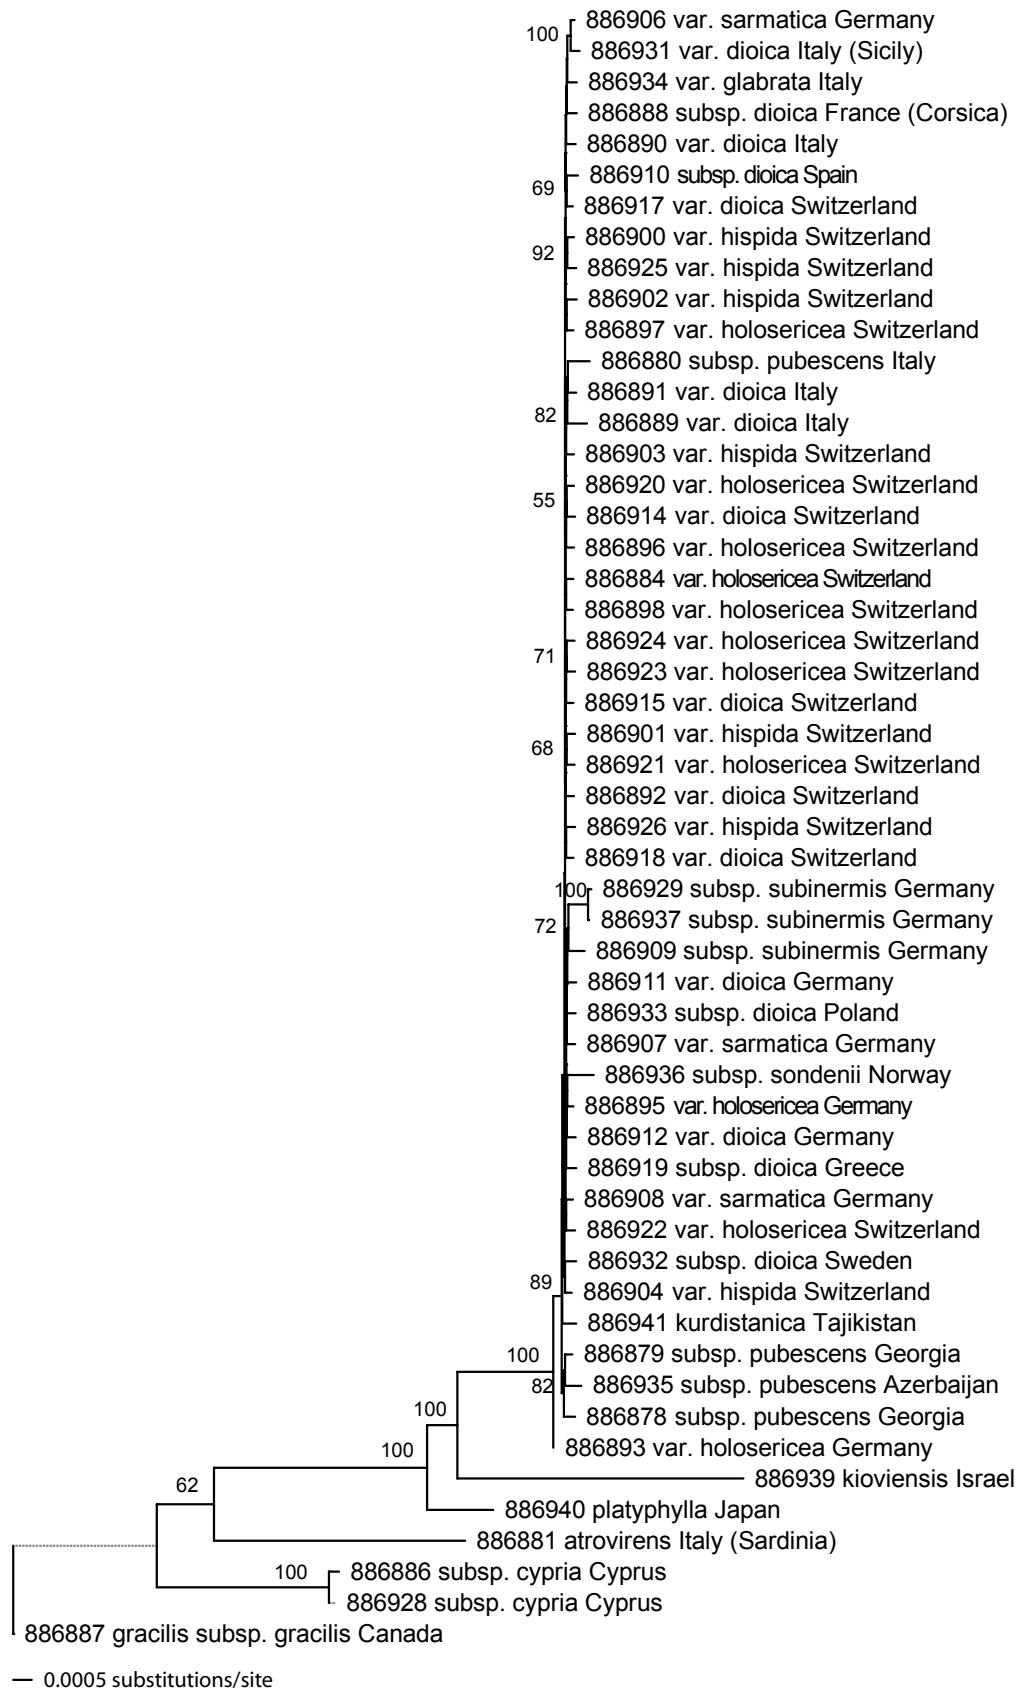 886906 var. sarmatica Germany
100
886931 var. dioica Italy (Sicily)
886934 var. glabrata Italy
886888 subsp. dioica France (Corsica)
886890 var. dioica Italy
886910 subsp. dioica Spain
69
886917 var. dioica Switzerland
886900 var. hispida Switzerland
92
886925 var. hispida Switzerland
886902 var. hispida Switzerland
886897 var. holosericea Switzerland
886880 subsp. pubescens Italy
886891 var. dioica Italy
82
886889 var. dioica Italy
886903 var. hispida Switzerland
886920 var. holosericea Switzerland
55
886914 var. dioica Switzerland
886896 var. holosericea Switzerland
886884 var. holosericea Switzerland
886898 var. holosericea Switzerland
886924 var. holosericea Switzerland
71
886923 var. holosericea Switzerland
886915 var. dioica Switzerland
886901 var. hispida Switzerland
68
886921 var. holosericea Switzerland
886892 var. dioica Switzerland
886926 var. hispida Switzerland
886918 var. dioica Switzerland
100
886929 subsp. subinermis Germany
886937 subsp. subinermis Germany
72
886909 subsp. subinermis Germany
886911 var. dioica Germany
886933 subsp. dioica Poland
886907 var. sarmatica Germany
886936 subsp. sondenii Norway
886895 var. holosericea Germany
886912 var. dioica Germany
886919 subsp. dioica Greece
886908 var. sarmatica Germany
886922 var. holosericea Switzerland
886932 subsp. dioica Sweden
89
886904 var. hispida Switzerland
886941 kurdistanica Tajikistan
100
886879 subsp. pubescens Georgia
82
886935 subsp. pubescens Azerbaijan
100
886878 subsp. pubescens Georgia
100
886893 var. holosericea Germany
886939 kioviensis Israel
62
886940 platyphylla Japan
886881 atrovirens Italy (Sardinia)
100
886886 subsp. cypria Cyprus
886928 subsp. cypria Cyprus
886887 gracilis subsp. gracilis Canada
0.0005 substitutions/site